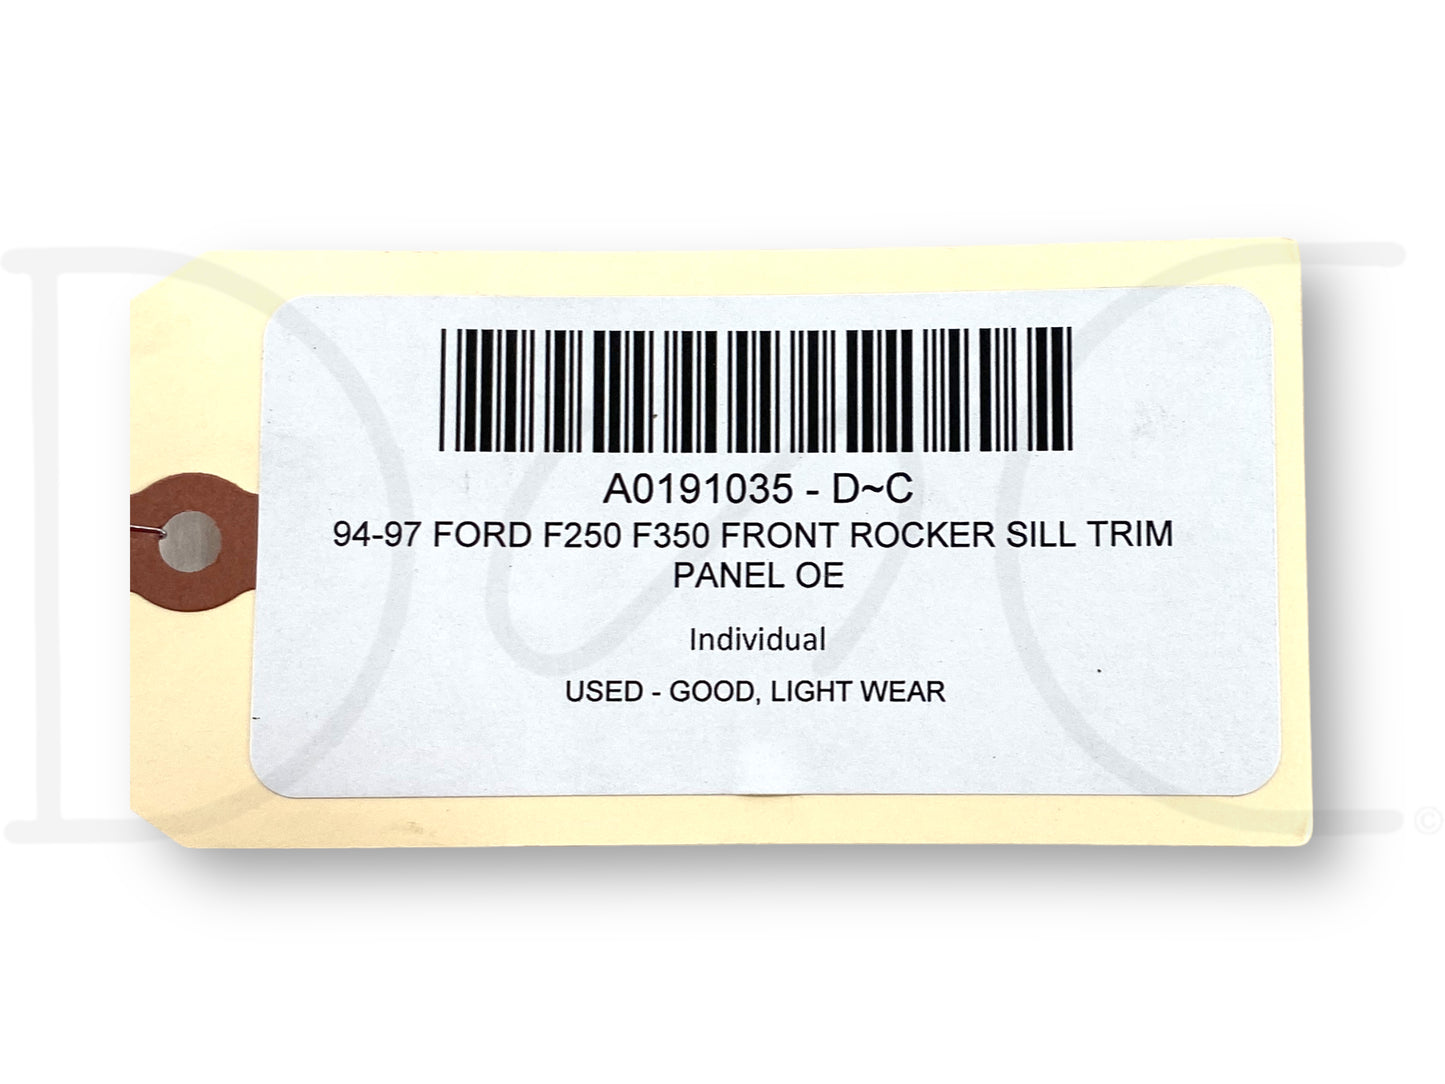 A0191035 - D~C
94-97 FORD F250 F350 FRONT ROCKER SILL TRIM
PANEL OE
Individual
USED - GOOD, LIGHT WEAR
D~C
©